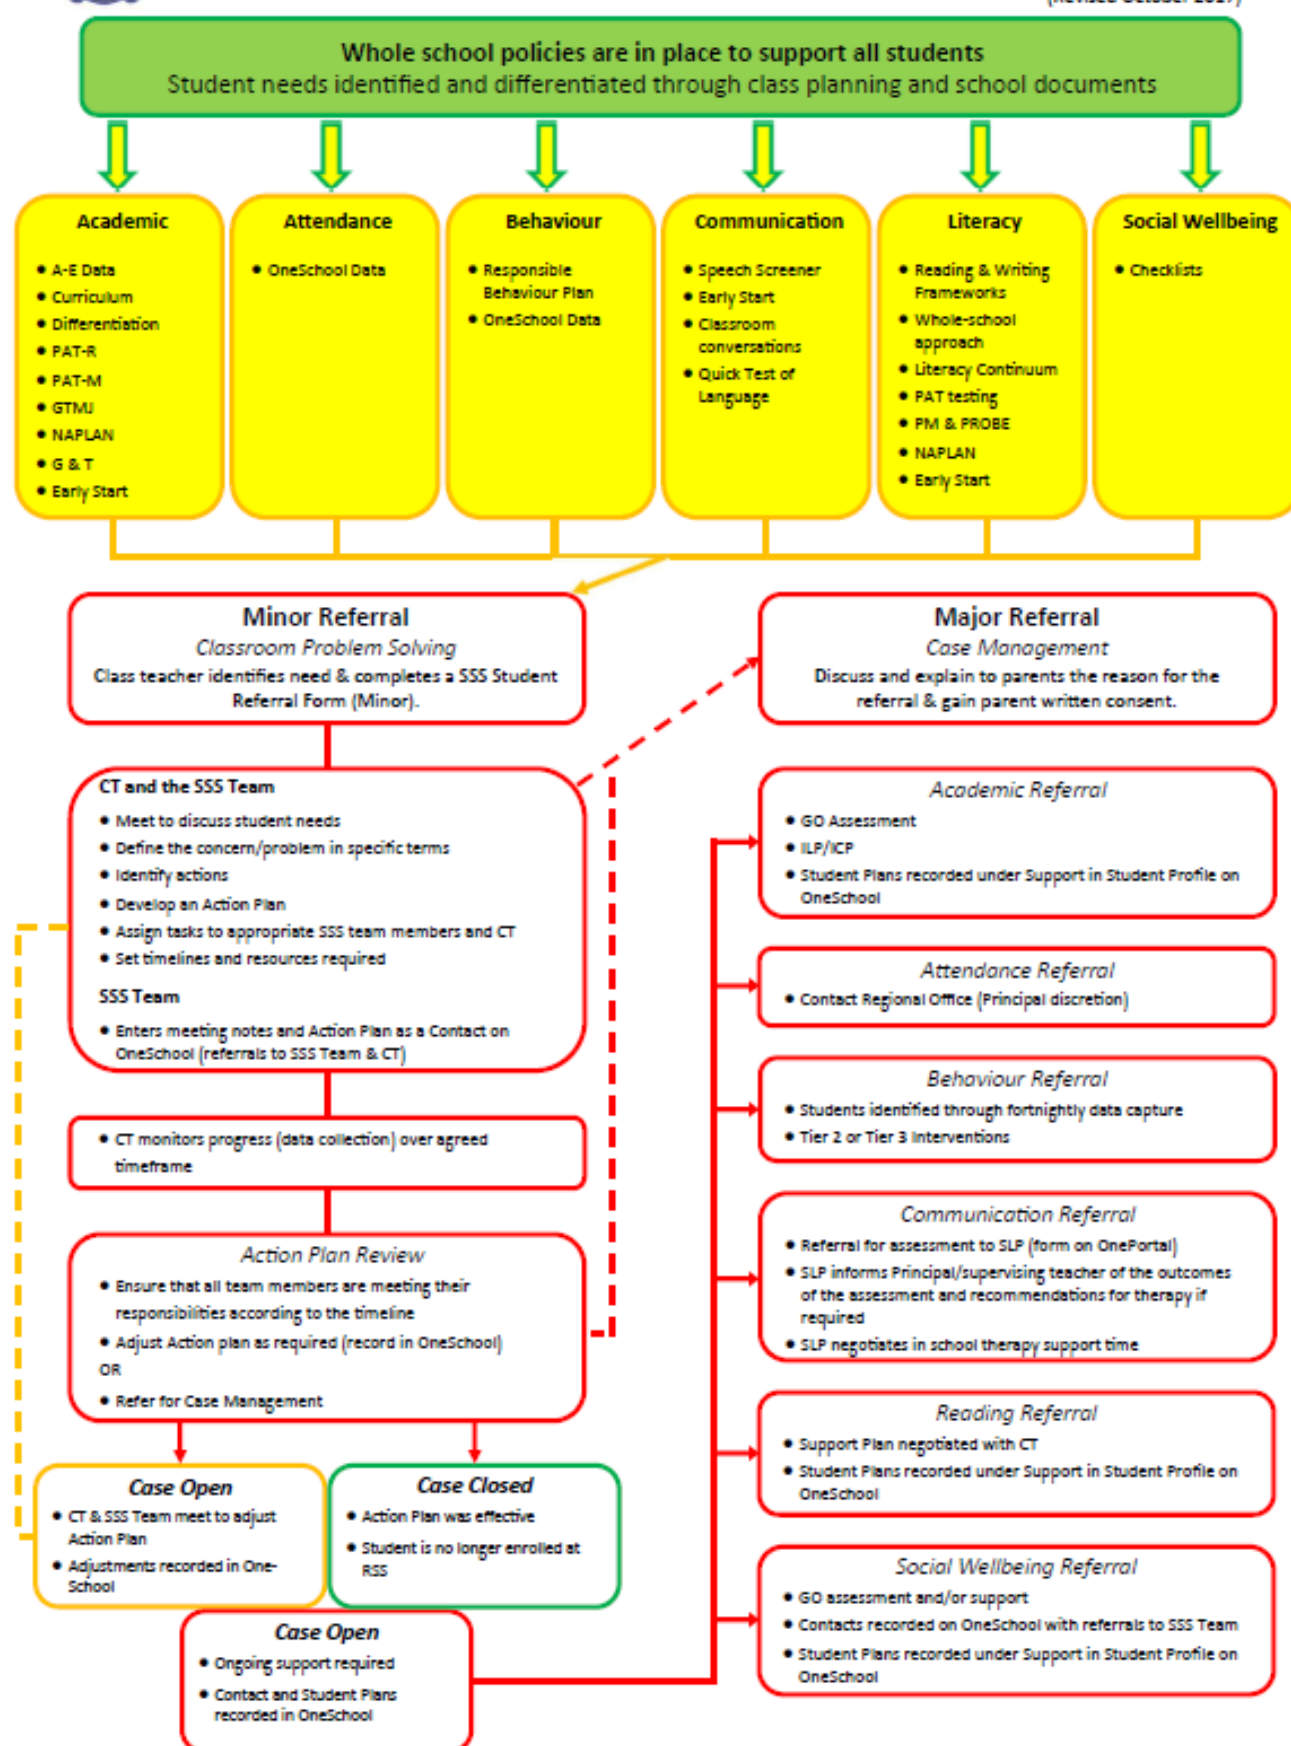 (Revised October 2017)
Whole school policies are in place to support all students
Student needs identified and differentiated through class planning and school documents
Academic
• A-E Data
• Curriculum
• Differentiation
• PAT-R
• PAT-M
• GTMJ
• NAPLAN
• G & T
• Early Start
Attendance
• OneSchool Data
Behaviour
• Responsible
Behaviour Plan
• OneSchool Data
Communication
• Speech Screener
• Early Start
• Classroom
conversations
• Quick Test of
Language
Literacy
• Reading & Writing
Frameworks
• Whole-school
approach
• Literacy Continuum
• PAT testing
• PM & PROBE
• NAPLAN
• Early Start
Social Wellbeing
• Checklists
Minor Referral
Classroom Problem Solving
Class teacher identifies need & completes a SSS Student
Referral Form (Minor).
CT and the SSS Team
• Meet to discuss student needs
• Define the concern/problem in specific terms
• Identify actions
• Develop an Action Plan
• Assign tasks to appropriate SSS team members and CT
• Set timelines and resources required
SSS Team
• Enters meeting notes and Action Plan as a Contact on
OneSchool (referrals to SSS Team & CT)
• CT monitors progress (data collection) over agreed
timeframe
Action Plan Review
• Ensure that all team members are meeting their
responsibilities according to the timeline
• Adjust Action plan as required (record in OneSchool)
OR
• Refer for Case Management
Case Open
• CT & SSS Team meet to adjust
Action Plan
• Adjustments recorded in One-
School
Case Closed
• Action Plan was effective
• Student is no longer enrolled at
RSS
Case Open
• Ongoing support required
• Contact and Student Plans
recorded in OneSchool
Major Referral
Case Management
Discuss and explain to parents the reason for the
referral & gain parent written consent.
Academic Referral
• GO Assessment
• ILP/ICP
• Student Plans recorded under Support in Student Profile on
OneSchool
Attendance Referral
• Contact Regional Office (Principal discretion)
Behaviour Referral
• Students identified through fortnightly data capture
• Tier 2 or Tier 3 Interventions
Communication Referral
• Referral for assessment to SLP (form on OnePortal)
• SLP informs Principal/supervising teacher of the outcomes
of the assessment and recommendations for therapy if
required
• SLP negotiates in school therapy support time
Reading Referral
• Support Plan negotiated with CT
• Student Plans recorded under Support in Student Profile on
OneSchool
Social Wellbeing Referral
• GO assessment and/or support
• Contacts recorded on OneSchool with referrals to SSS Team
• Student Plans recorded under Support in Student Profile on
OneSchool